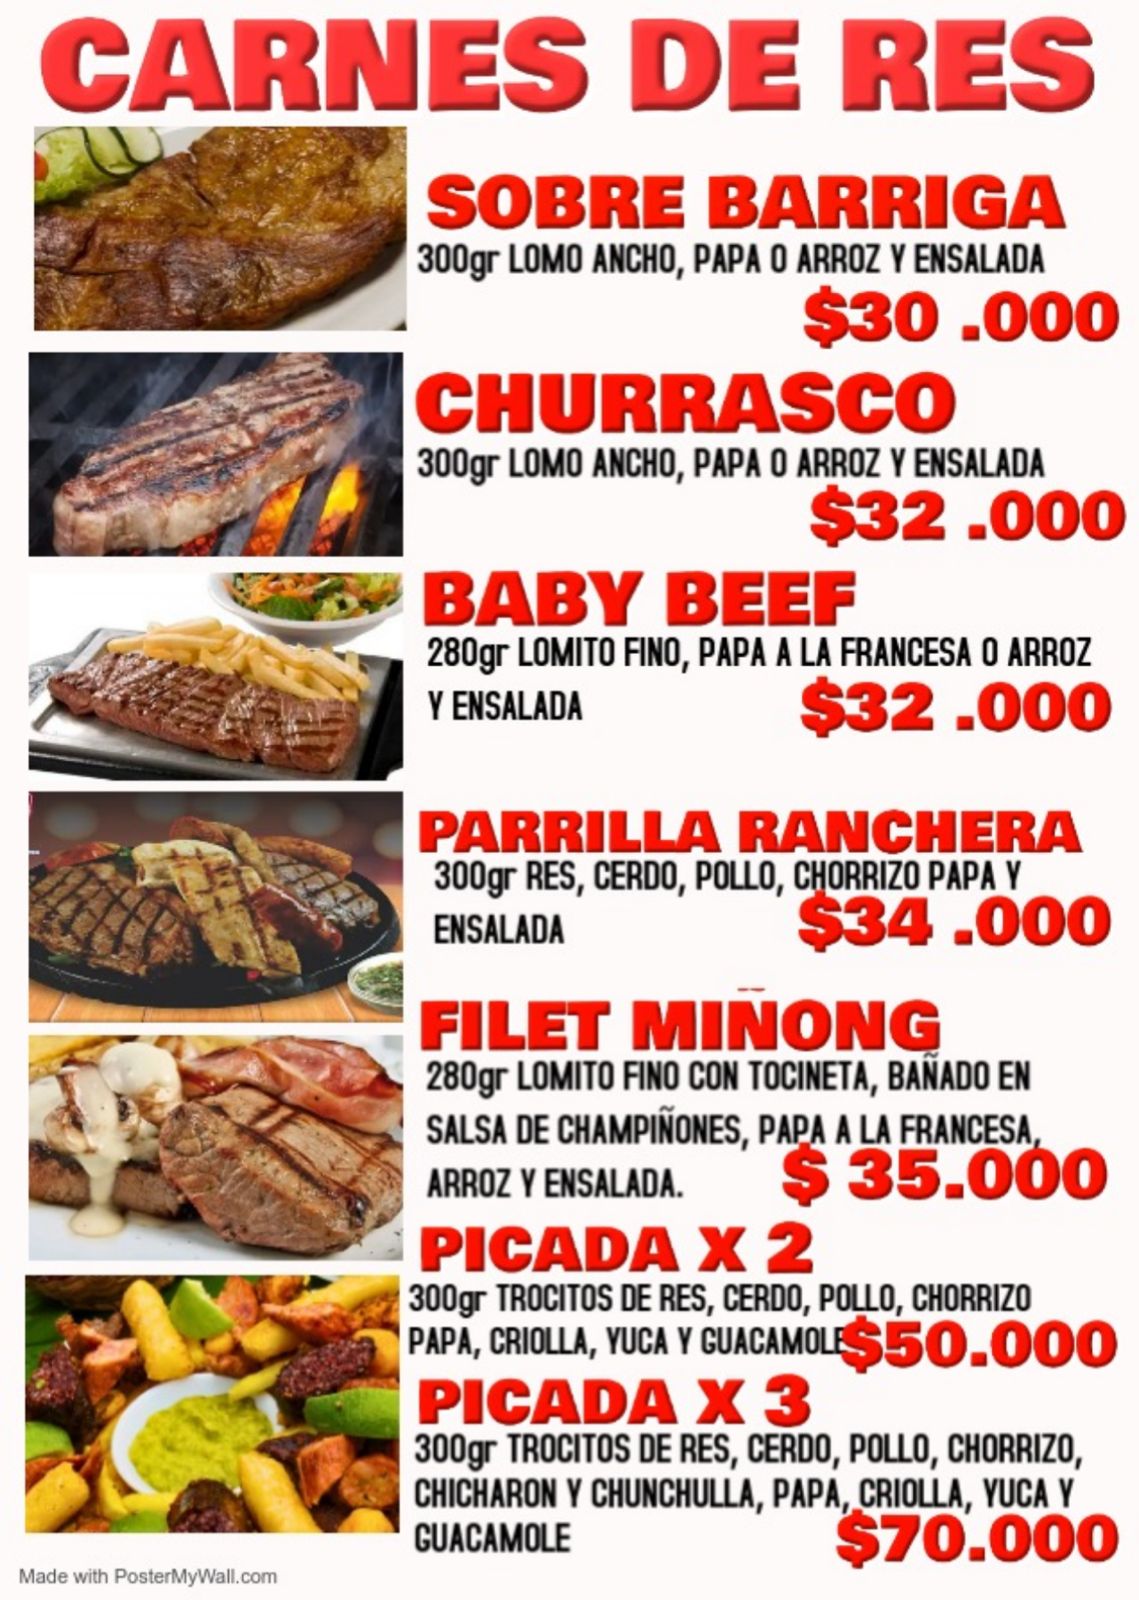 CARNES DE RES
SOBRE BARRIGA
300gr LOMO ANCHO, PAPA O ARROZ Y ENSALADA
$30 .000
CHURRASCO
300gr LOMO ANCHO, PAPA O ARROZ Y ENSALADA
$32 .000
BABY BEEF
280gr LOMITO FINO, PAPA A LA FRANCESA O ARROZ
Y ENSALADA
$32 .000
PARRILLA RANCHERA
300gr RES, CERDO, POLLO, CHORRIZO PAPA Y
ENSALADA
$34 .000
FILET MIÑONG
280gr LOMITO FINO CON TOCINETA, BAÑADO EN
SALSA DE CHAMPIÑONES, PAPA A LA FRANCESA,
ARROZ Y ENSALADA.
$ 35.000
PICADA X 2
300gr TROCITOS DE RES, CERDO, POLLO, CHORRIZO
PAPA, CRIOLLA, YUCA Y GUACAMOLE
$50.000
PICADA X 3
300gr TROCITOS DE RES, CERDO, POLLO, CHORRIZO,
CHICHARON Y CHUNCHULLA, PAPA, CRIOLLA, YUCA Y
GUACAMOLE
$70.000
Made with PosterMyWall.com